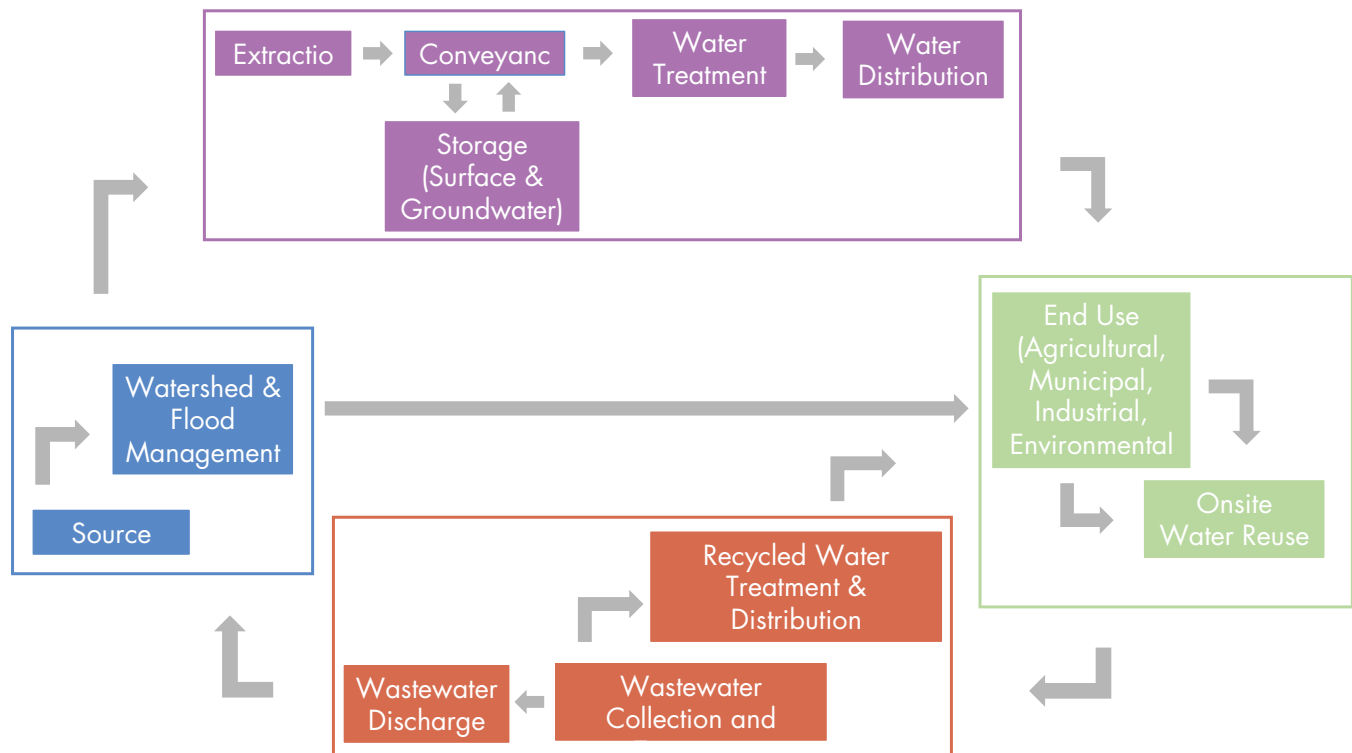 Extractio
Conveyanc
Water
Treatment
Water
Distribution
Storage
(Surface &
Groundwater)
Watershed &
Flood
Management
Source
End Use
(Agricultural,
Municipal,
Industrial,
Environmental
Onsite
Water Reuse
Recycled Water
Treatment &
Distribution
Wastewater
Collection and
Wastewater
Discharge